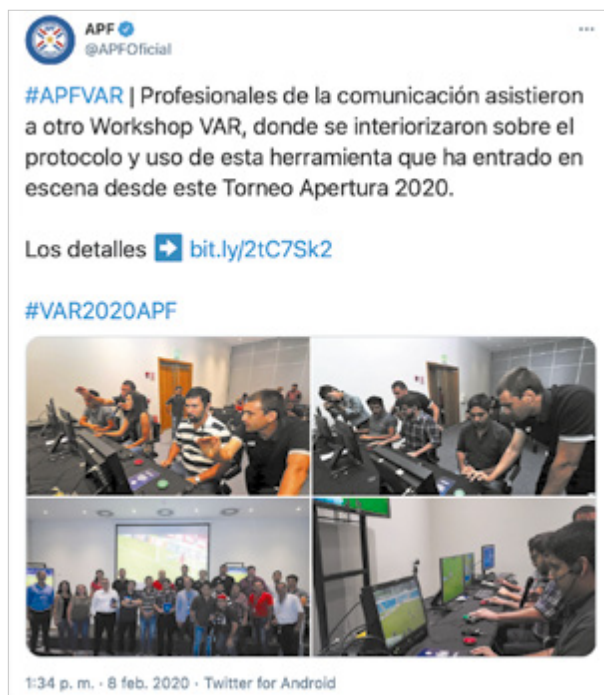 APF
@APFOficial
#APFVAR | Profesionales de la comunicación asistieron
a otro Workshop VAR, donde se interiorizaron sobre el
protocolo y uso de esta herramienta que ha entrado en
escena desde este Torneo Apertura 2020.
Los detalles ➡️ bit.ly/2tC7Sk2
#VAR2020APF
1:34 p. m. · 8 feb. 2020 · Twitter for Android